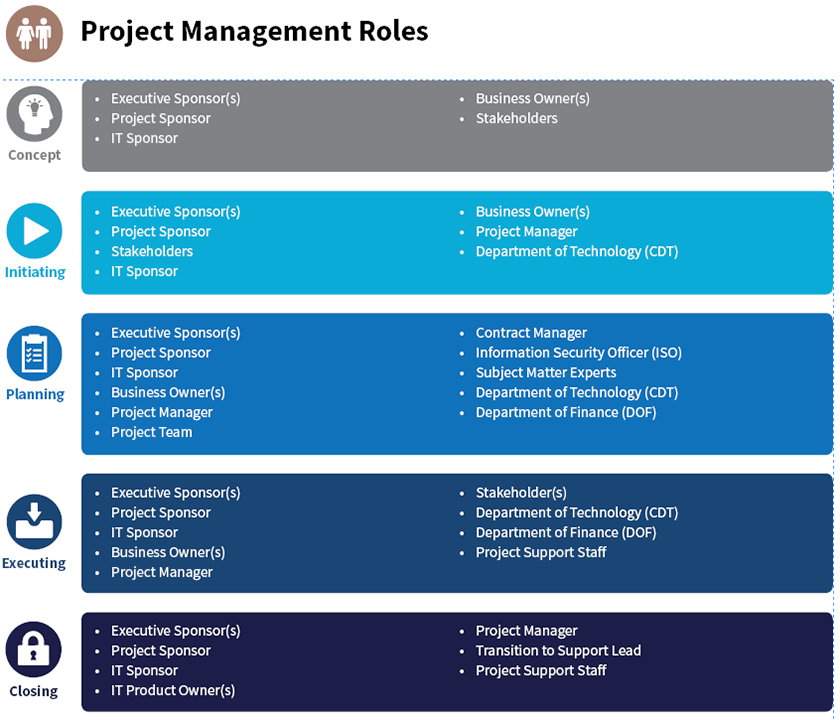 Project Management Roles
Concept
• Executive Sponsor(s)
• Project Sponsor
• IT Sponsor
• Business Owner(s)
• Stakeholders
Initiating
• Executive Sponsor(s)
• Project Sponsor
• Stakeholders
• IT Sponsor
• Business Owner(s)
• Project Manager
• Department of Technology (CDT)
Planning
• Executive Sponsor(s)
• Project Sponsor
• IT Sponsor
• Business Owner(s)
• Project Manager
• Project Team
• Contract Manager
• Information Security Officer (ISO)
• Subject Matter Experts
• Department of Technology (CDT)
• Department of Finance (DOF)
Executing
• Executive Sponsor(s)
• Project Sponsor
• IT Sponsor
• Business Owner(s)
• Project Manager
• Stakeholder(s)
• Department of Technology (CDT)
• Department of Finance (DOF)
• Project Support Staff
Closing
• Executive Sponsor(s)
• Project Sponsor
• IT Sponsor
• IT Product Owner(s)
• Project Manager
• Transition to Support Lead
• Project Support Staff